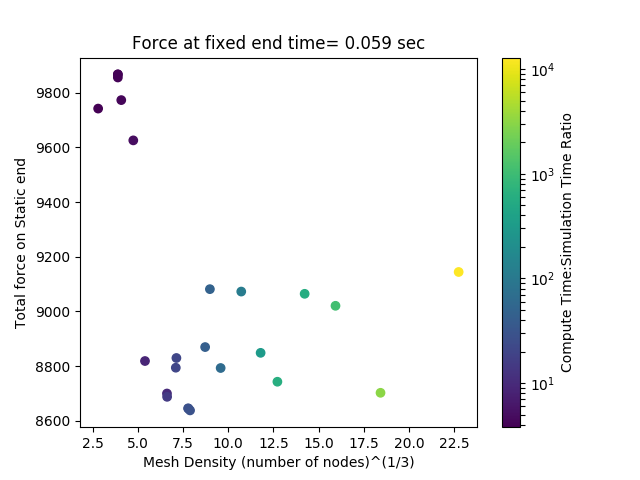 Force at fixed end time= 0.059 sec
Total force on Static end
9800
9600
9400
9200
9000
8800
8600
2.5 5.0 7.5 10.0 12.5 15.0 17.5 20.0 22.5
Mesh Density (number of nodes)^(1/3)
10^4
10^3
10^2
10^1
Compute Time:Simulation Time Ratio